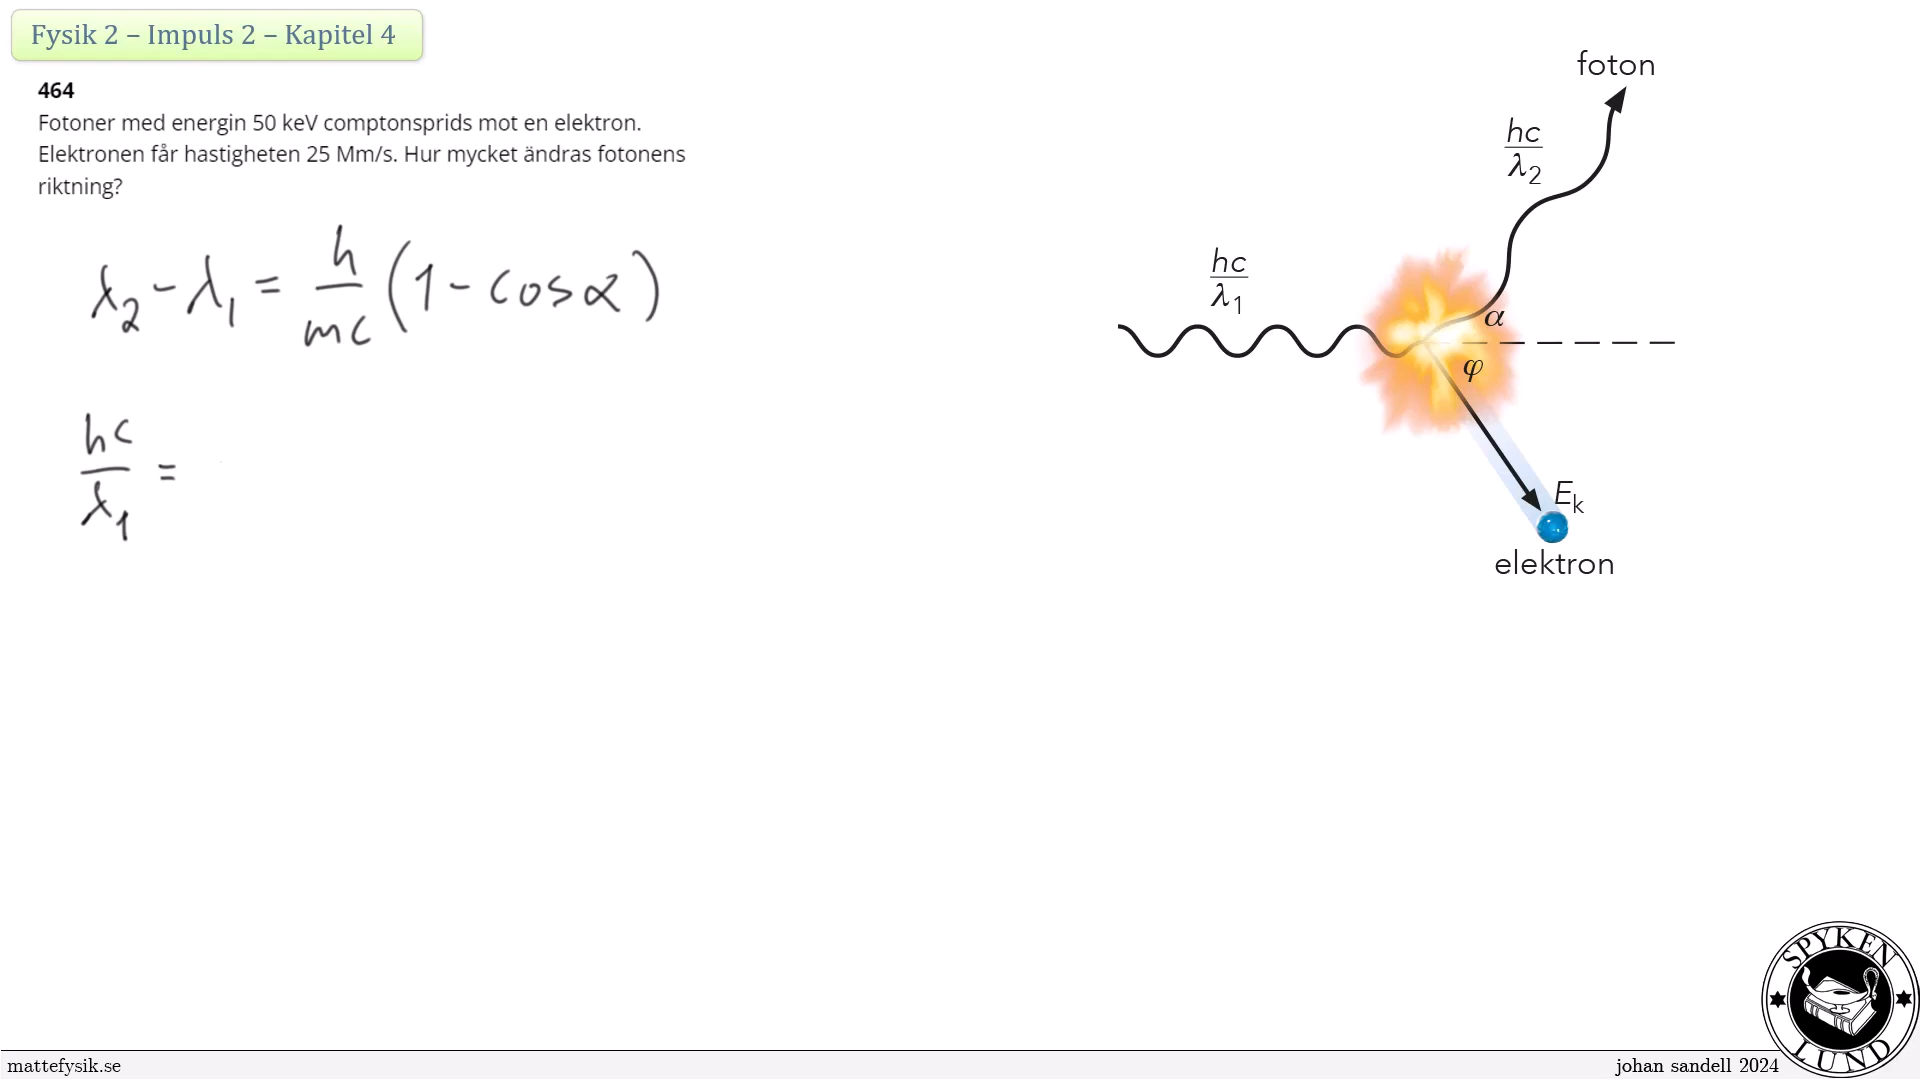 Fysik 2 – Impuls 2 – Kapitel 4
464
Fotoner med energin 50 keV comptonsprids mot en elektron.
Elektronen får hastigheten 25 Mm/s. Hur mycket ändras fotonens
riktning?
λ₂ - λ₁ = h/mc (1 - cos α)
hc/λ₁ =
foton
hc/λ₂
hc/λ₁
α
φ
Eₖ
elektron
SPYKEN
LUND
mattefysik.se
johan sandell 2024